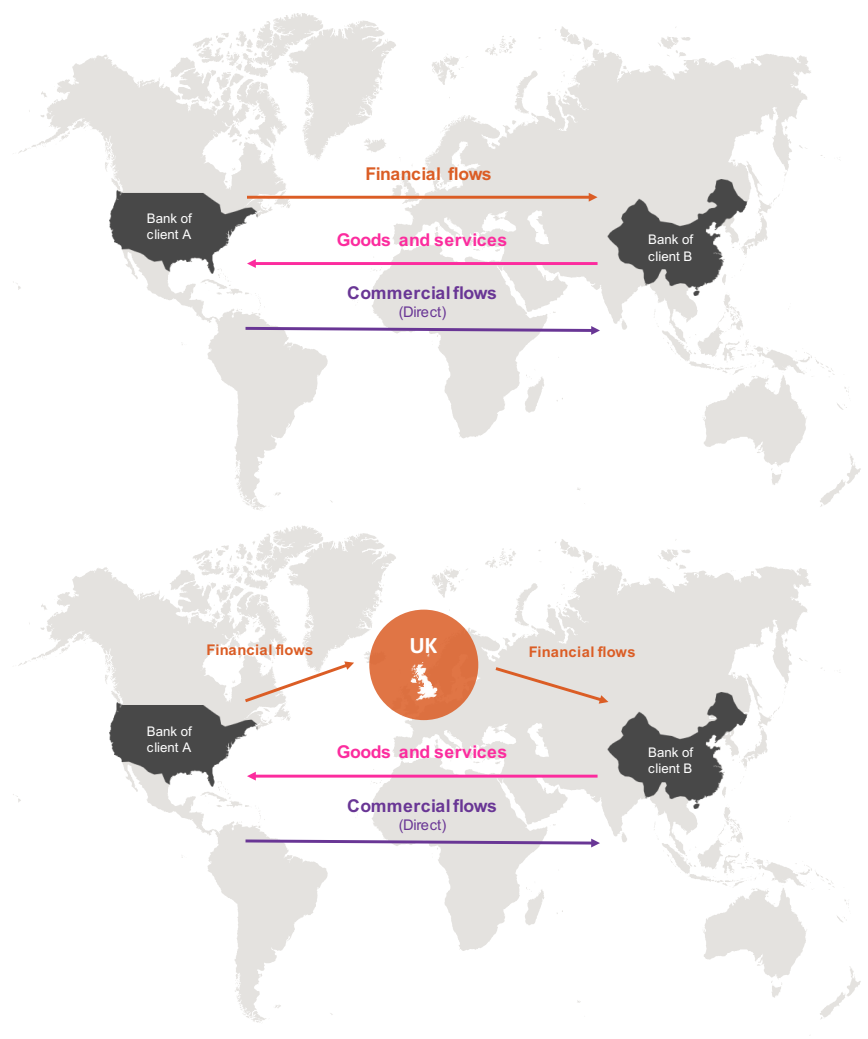 Financial flows
Bank of
client A
Goods and services
Bank of
client B
Commercial flows
(Direct)
UK
Financial flows
Financial flows
Bank of
client A
Goods and services
Bank of
client B
Commercial flows
(Direct)